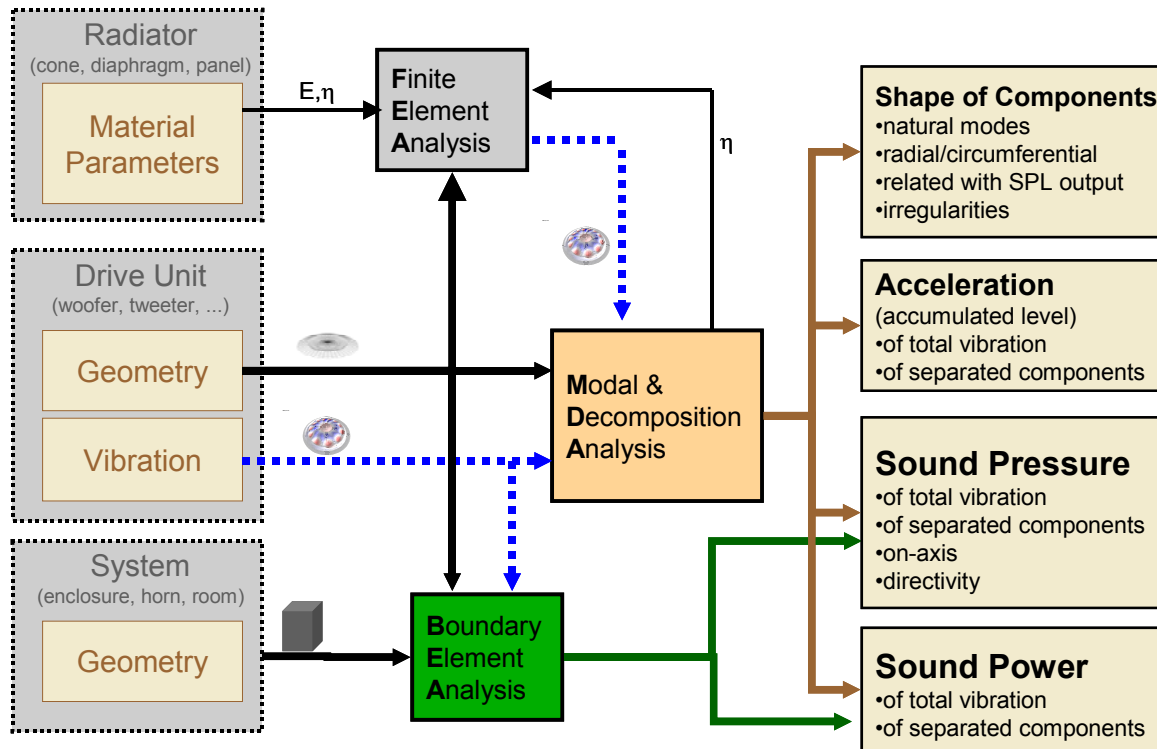 Radiator
(cone, diaphragm, panel)
Material
Parameters
E,η
Finite
Element
Analysis
η
Drive Unit
(woofer, tweeter, ...)
Geometry
Vibration
Modal &
Decomposition
Analysis
System
(enclosure, horn, room)
Geometry
Boundary
Element
Analysis
Shape of Components
•natural modes
•radial/circumferential
•related with SPL output
•irregularities
Acceleration
(accumulated level)
•of total vibration
•of separated components
Sound Pressure
•of total vibration
•of separated components
•on-axis
•directivity
Sound Power
•of total vibration
•of separated components